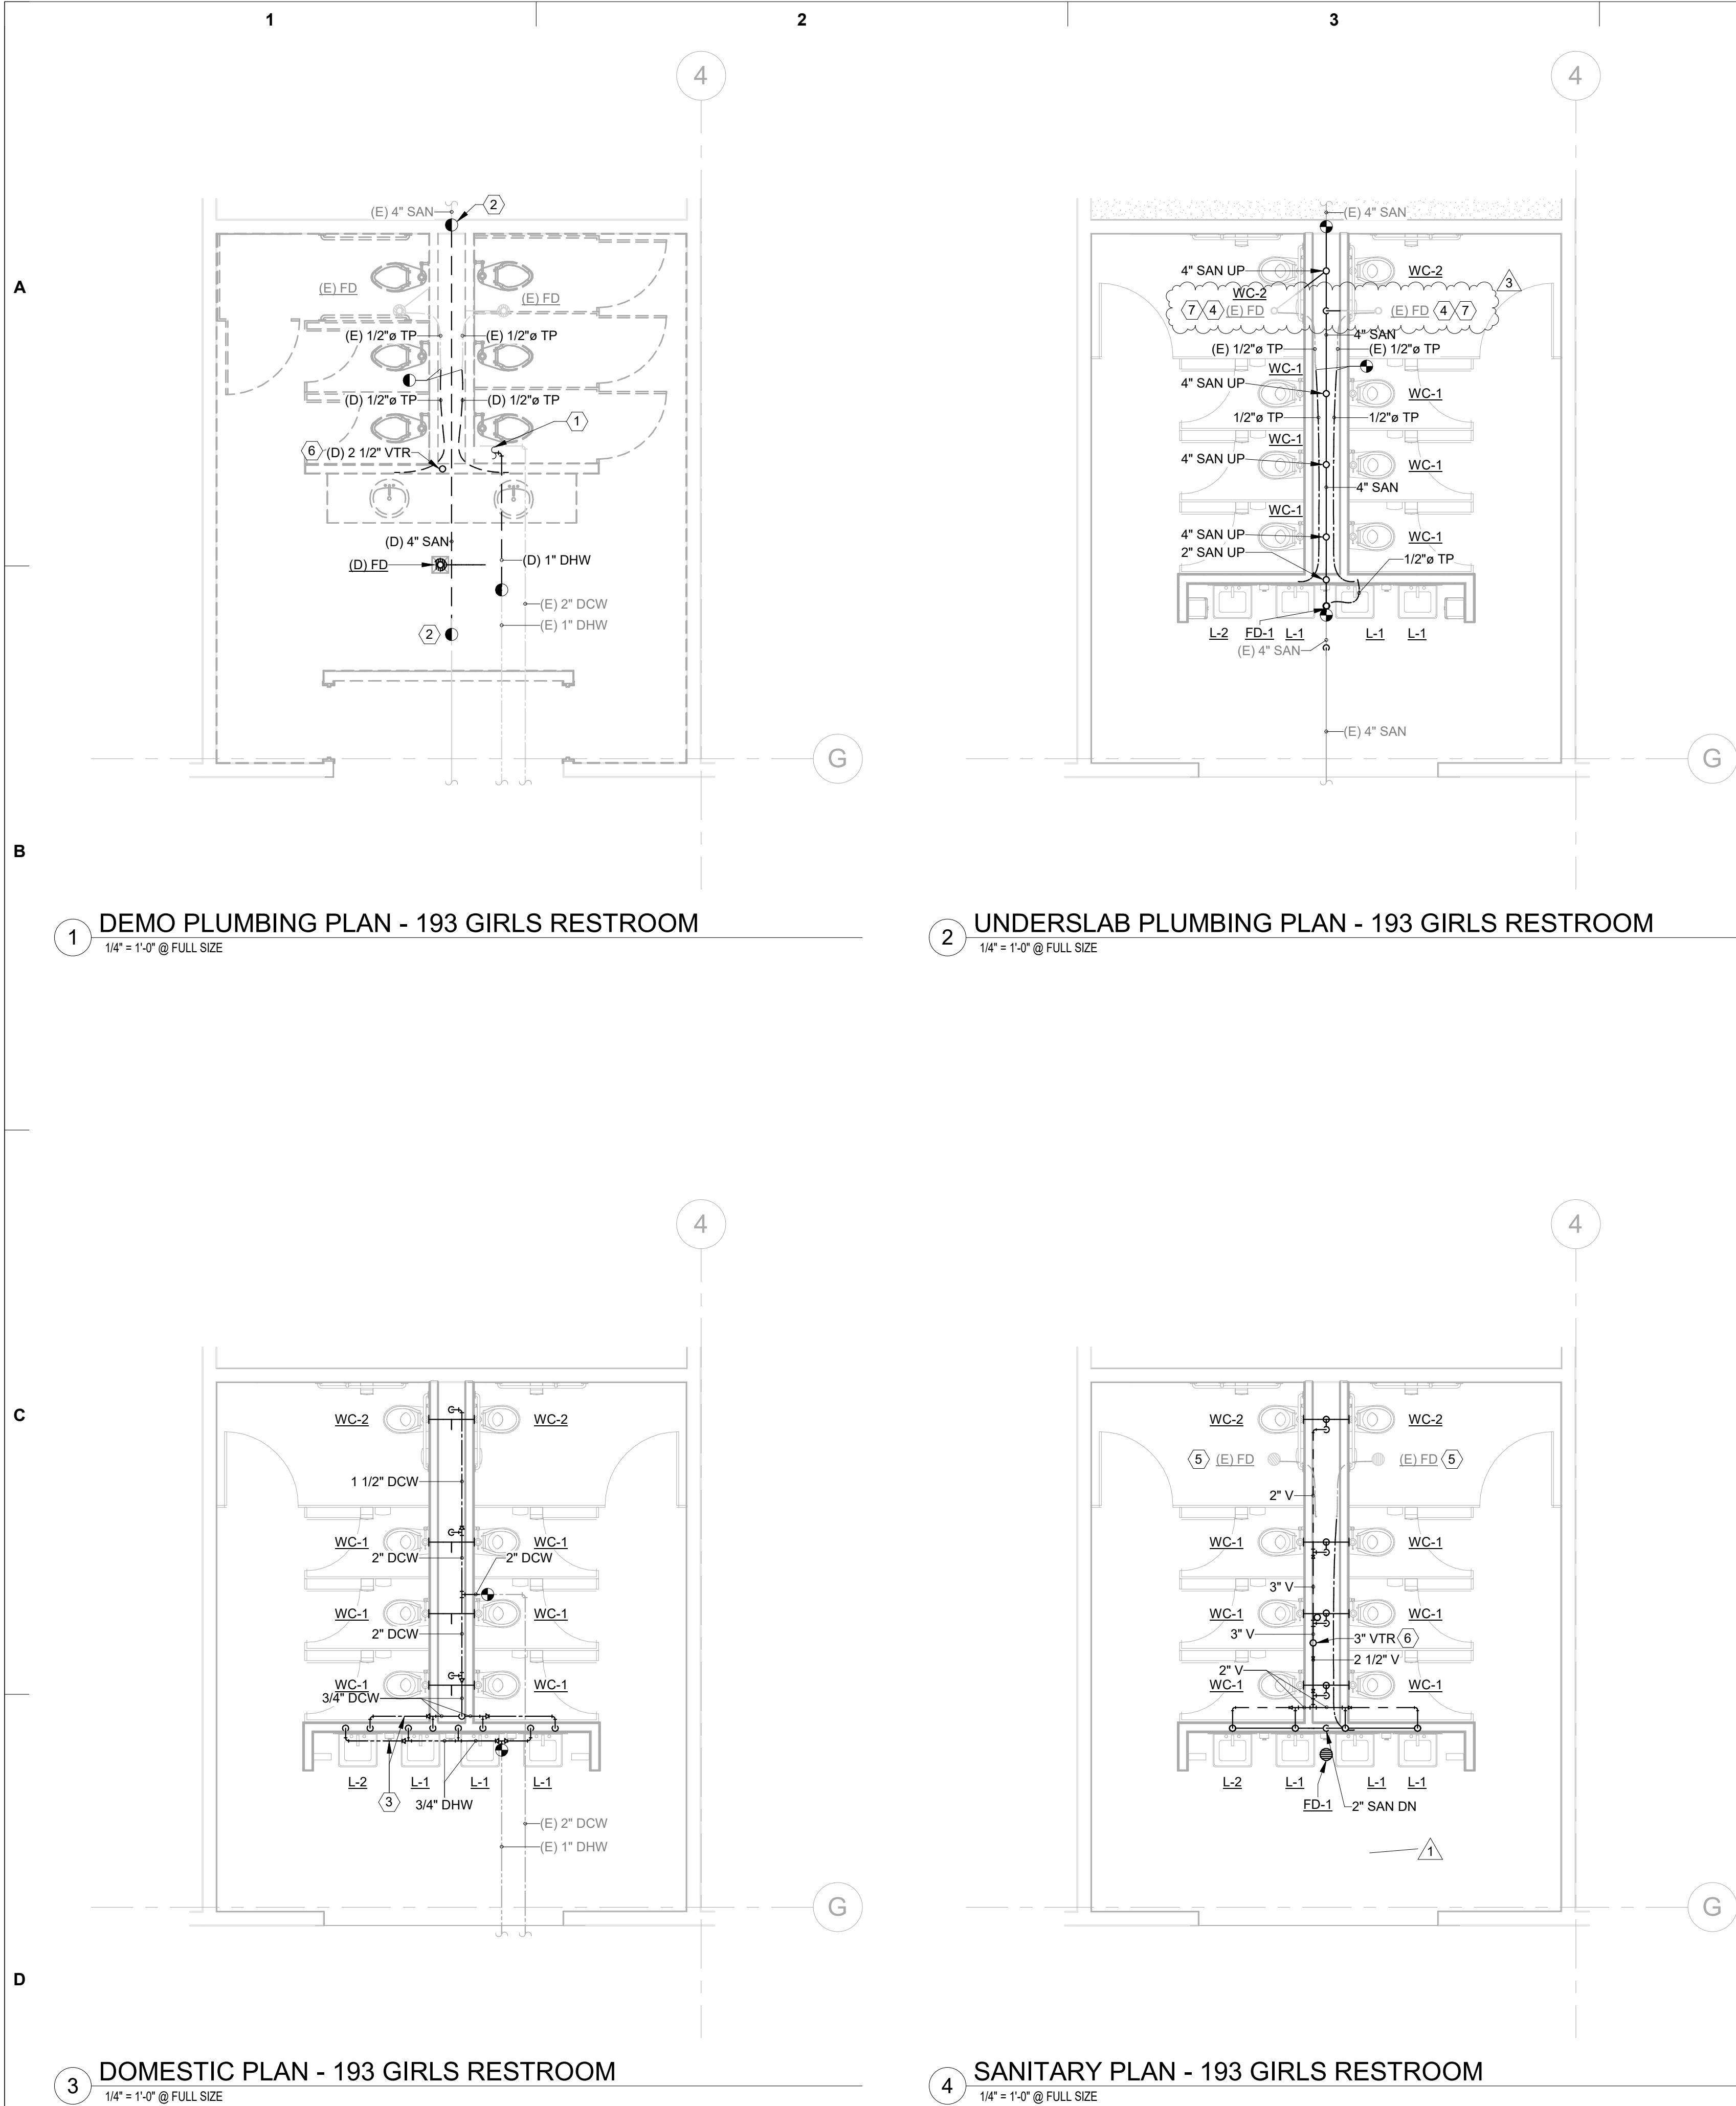 1
2
3
A
B
C
D
4
(E) 4" SAN
2
(E) FD
(E) FD
(E) 1/2"ø TP
(E) 1/2"ø TP
(D) 1/2"ø TP
(D) 1/2"ø TP
1
6 (D) 2 1/2" VTR
(D) 4" SAN
(D) FD
(D) 1" DHW
(E) 2" DCW
(E) 1" DHW
2
G
1 DEMO PLUMBING PLAN - 193 GIRLS RESTROOM
1/4" = 1'-0" @ FULL SIZE
4
(E) 4" SAN
4" SAN UP
WC-2
WC-2
3
7 4 (E) FD
(E) FD 4 7
4" SAN
(E) 1/2"ø TP
(E) 1/2"ø TP
WC-1
4" SAN UP
WC-1
1/2"ø TP
1/2"ø TP
WC-1
4" SAN UP
WC-1
4" SAN
WC-1
4" SAN UP
WC-1
2" SAN UP
1/2"ø TP
L-2
FD-1
L-1
L-1
L-1
(E) 4" SAN
(E) 4" SAN
G
2 UNDERSLAB PLUMBING PLAN - 193 GIRLS RESTROOM
1/4" = 1'-0" @ FULL SIZE
4
WC-2
WC-2
1 1/2" DCW
WC-1
WC-1
2" DCW
2" DCW
WC-1
WC-1
2" DCW
WC-1
WC-1
3/4" DCW
L-2
L-1
L-1
L-1
3
3/4" DHW
(E) 2" DCW
(E) 1" DHW
G
3 DOMESTIC PLAN - 193 GIRLS RESTROOM
1/4" = 1'-0" @ FULL SIZE
4
WC-2
WC-2
5 (E) FD
(E) FD 5
2" V
WC-1
WC-1
3" V
WC-1
WC-1
3" V
3" VTR 6
2 1/2" V
2" V
WC-1
WC-1
L-2
L-1
L-1
L-1
FD-1
2" SAN DN
1
G
4 SANITARY PLAN - 193 GIRLS RESTROOM
1/4" = 1'-0" @ FULL SIZE